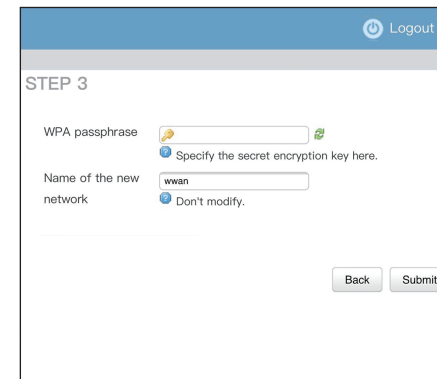 Logout
STEP 3
WPA passphrase
Specify the secret encryption key here.
Name of the new
network
wwan
Don't modify.
Back Submit